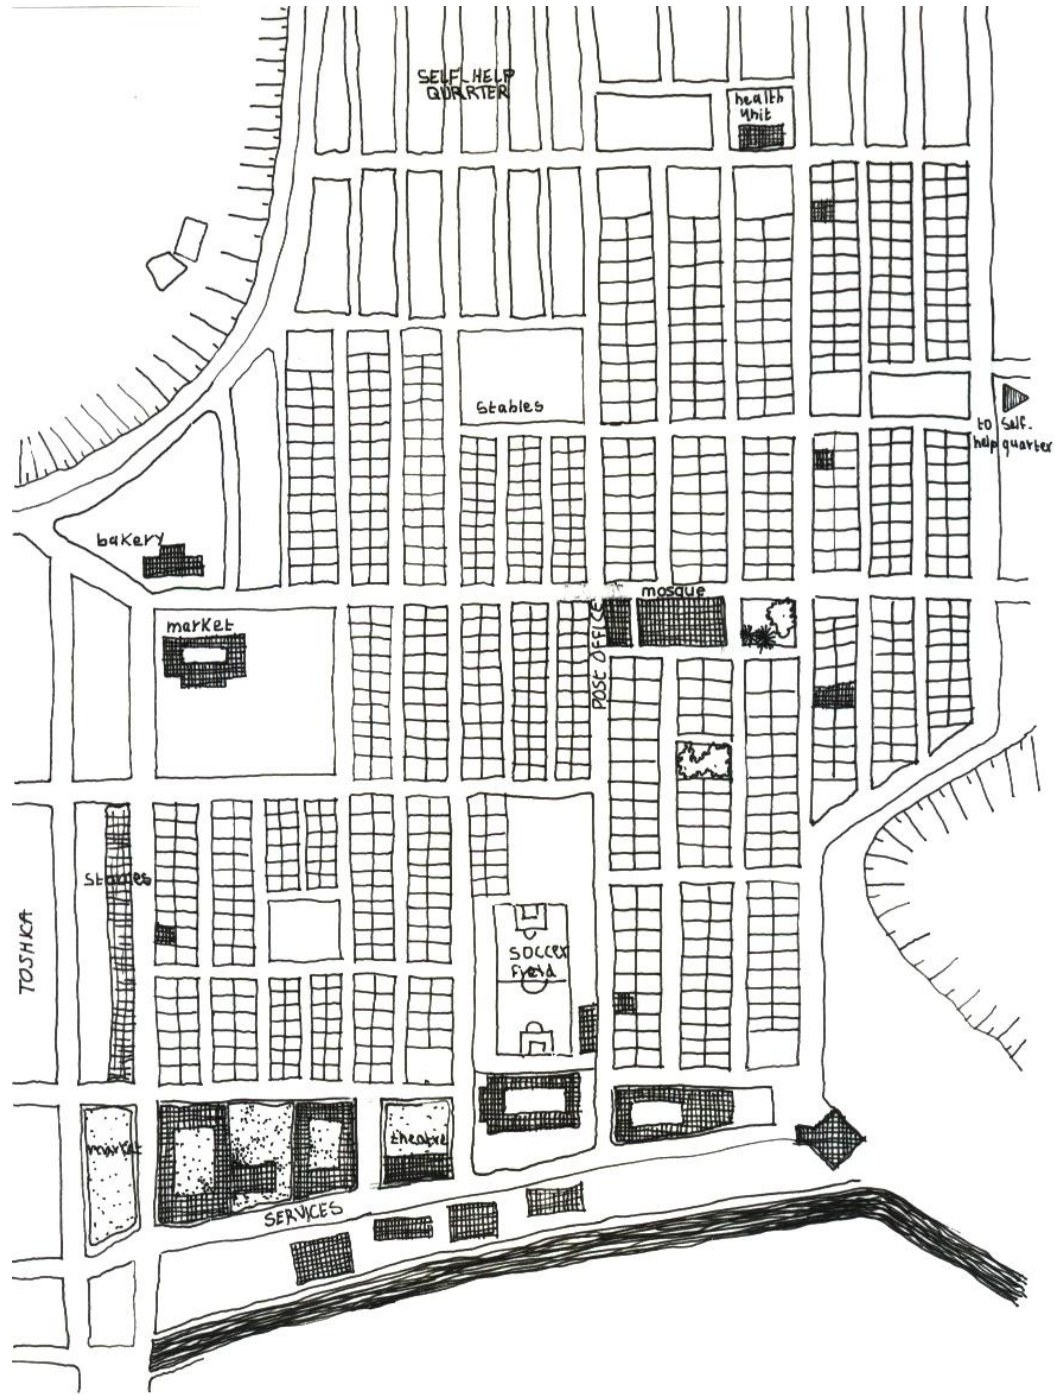 SELF-HELP
QUARTER
health
unit
Stables
to Self-
help quarter
bakery
mosque
market
POST OFFICE
Stables
TOSHKA
SOCCER
field
market
theatre
SERVICES